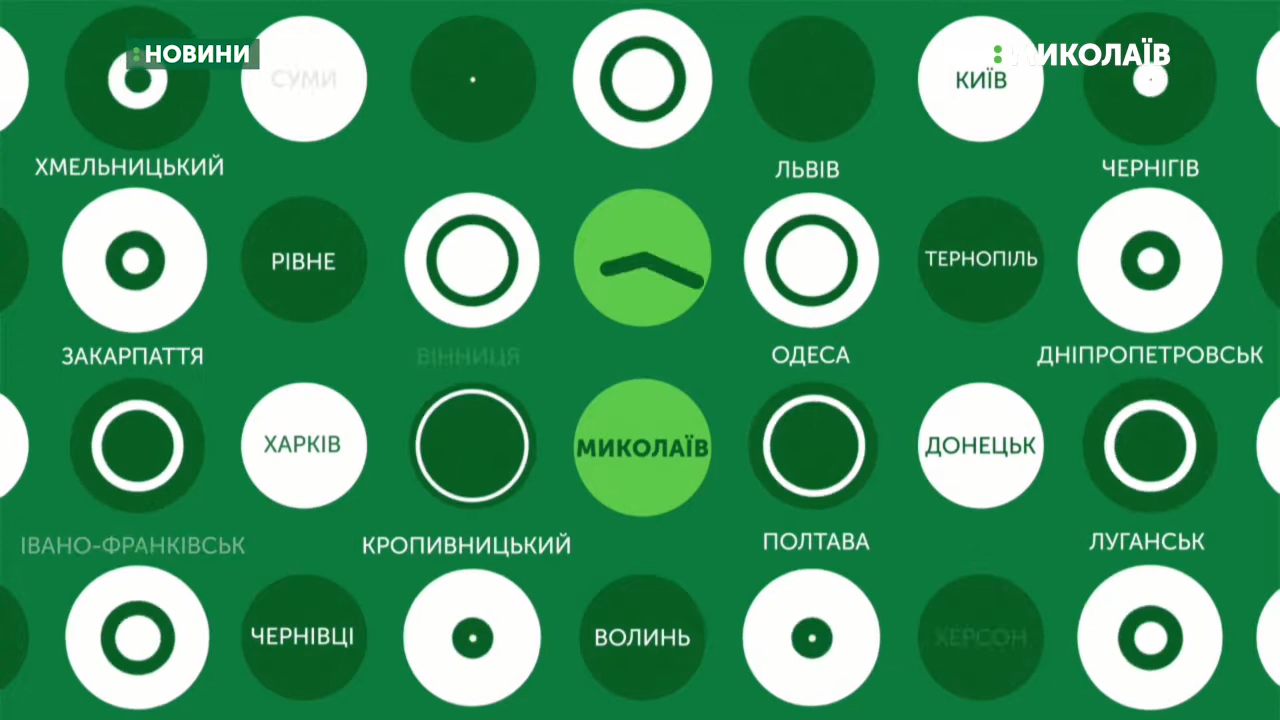 НОВИНИ
МИКОЛАЇВ
СУМИ
КИЇВ
ХМЕЛЬНИЦЬКИЙ
ЛЬВІВ
ЧЕРНІГІВ
РІВНЕ
ТЕРНОПІЛЬ
ЗАКАРПАТТЯ
ВІННИЦЯ
ОДЕСА
ДНІПРОПЕТРОВСЬК
ХАРКІВ
МИКОЛАЇВ
ДОНЕЦЬК
ІВАНО-ФРАНКІВСЬК
КРОПИВНИЦЬКИЙ
ПОЛТАВА
ЛУГАНСЬК
ЧЕРНІВЦІ
ВОЛИНЬ
ХЕРСОН